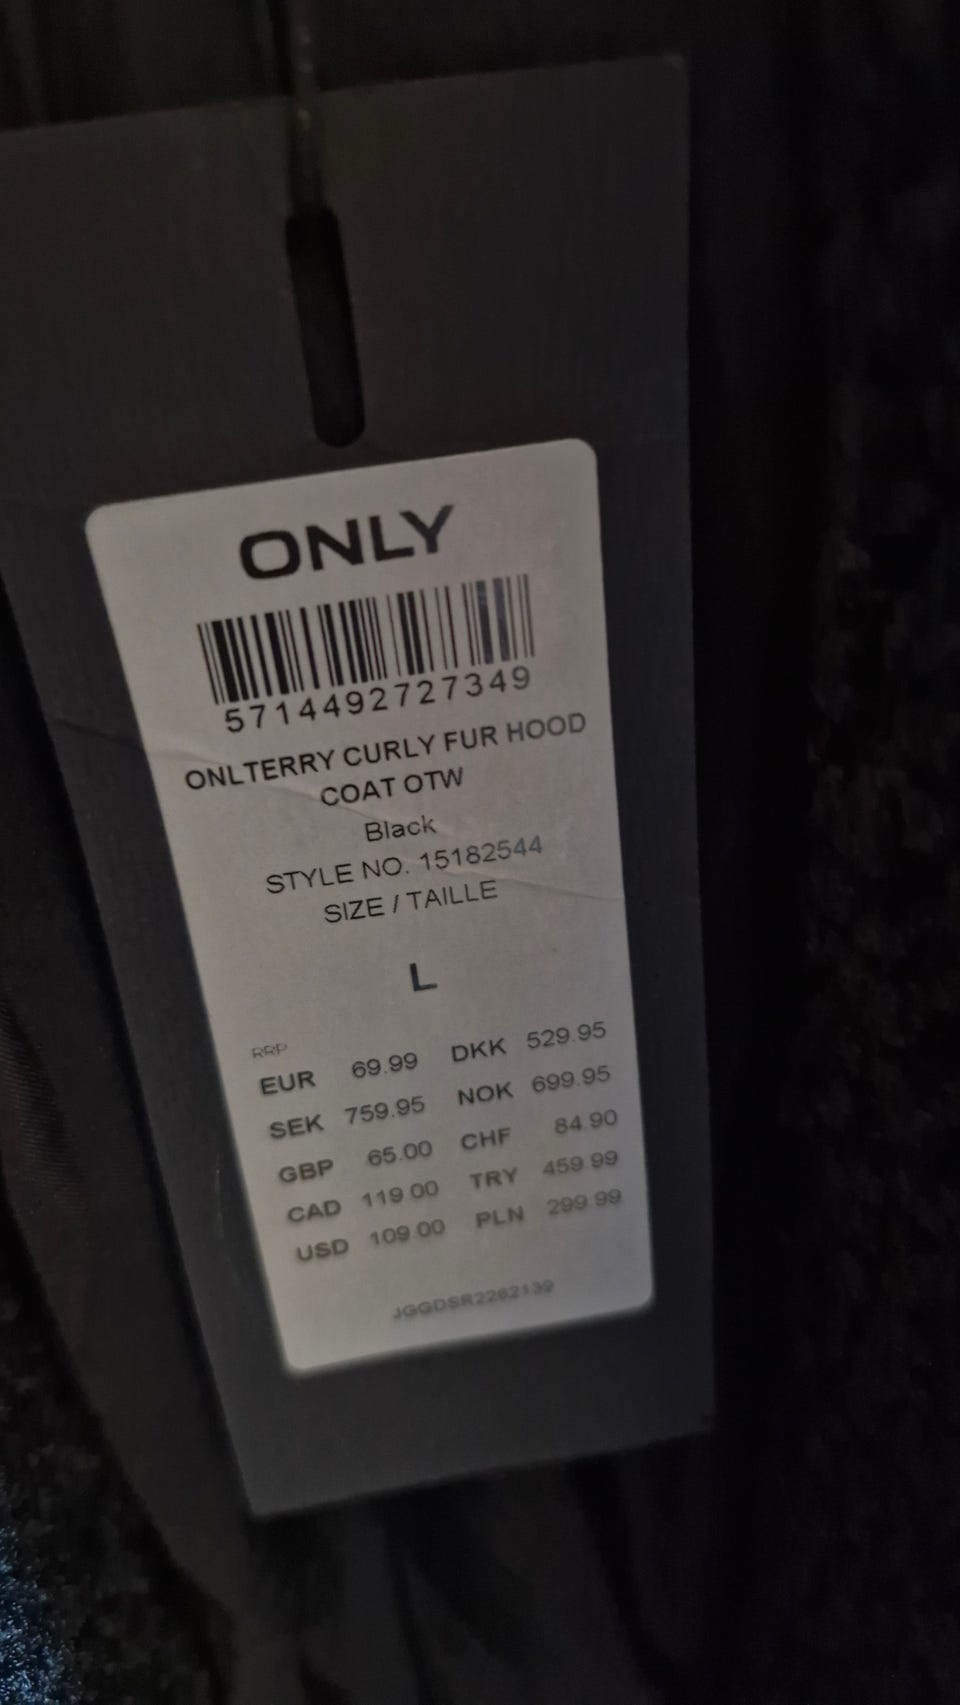 ONLY
5714492727349
ONLTERRY CURLY FUR HOOD
COAT OTW
Black
STYLE NO. 15182544
SIZE / TAILLE
L
RRP
EUR 69.99 DKK 529.95
SEK 759.95 NOK 699.95
GBP 65.00 CHF 84.90
CAD 119.00 TRY 459.99
USD 109.00 PLN 299.99
JGGDSR2262139